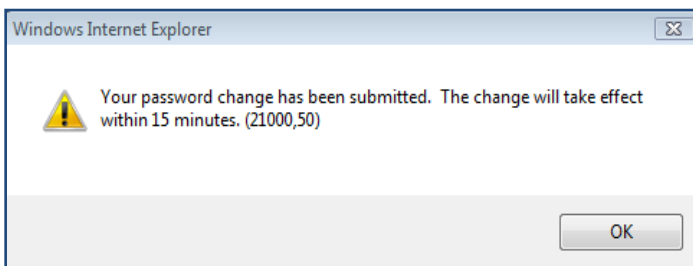 Windows Internet Explorer
Your password change has been submitted.  The change will take effect
within 15 minutes. (21000,50)
OK